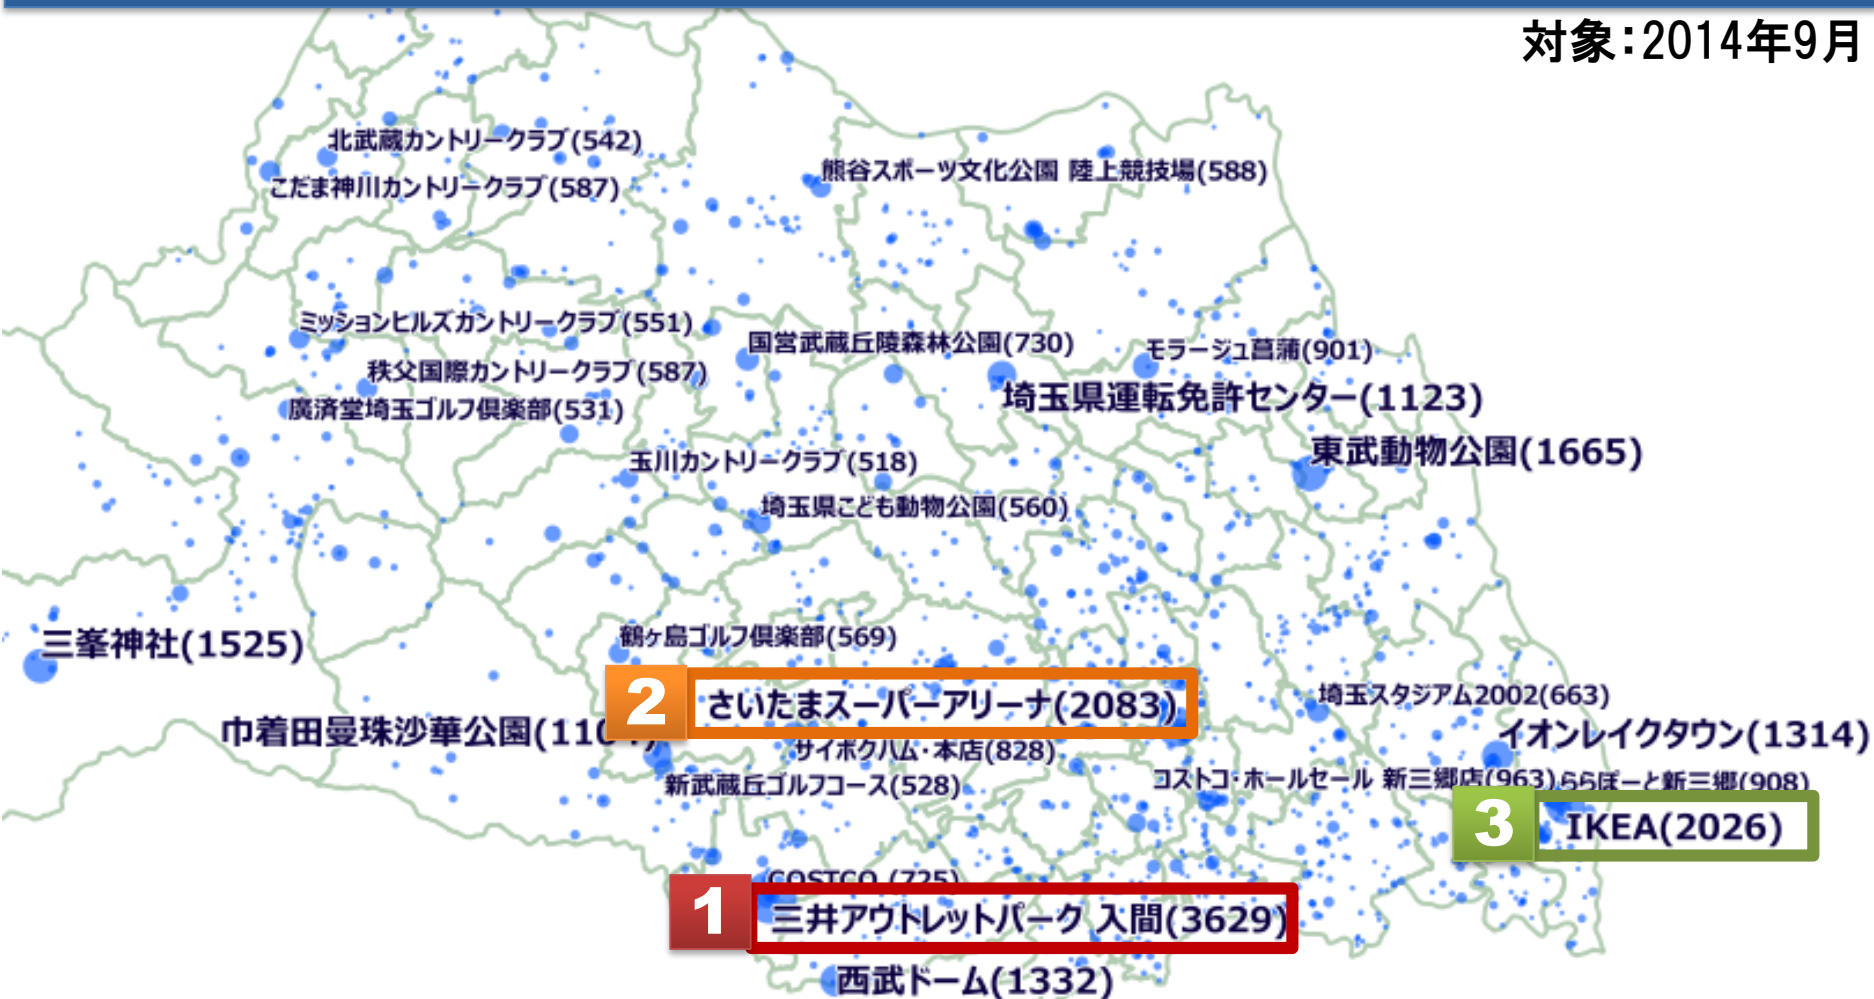 対象：2014年9月
北武蔵カントリークラブ(542)
こだま神川カントリークラブ(587)
熊谷スポーツ文化公園 陸上競技場(588)
ミッションヒルズカントリークラブ(551)
国営武蔵丘陵森林公園(730)
モラージュ菖蒲(901)
秩父国際カントリークラブ(587)
埼玉県運転免許センター(1123)
廣済堂埼玉ゴルフ倶楽部(531)
東武動物公園(1665)
玉川カントリークラブ(518)
埼玉県こども動物公園(560)
三峯神社(1525)
鶴ヶ島ゴルフ倶楽部(569)
2 さいたまスーパーアリーナ(2083)
埼玉スタジアム2002(663)
巾着田曼珠沙華公園
イオンレイクタウン(1314)
サイボクハム・本店(828)
新武蔵丘ゴルフコース(528)
コストコ・ホールセール 新三郷店(963)
ららぽーと新三郷(908)
3 IKEA(2026)
COSTCO (725)
1 三井アウトレットパーク 入間(3629)
西武ドーム(1332)